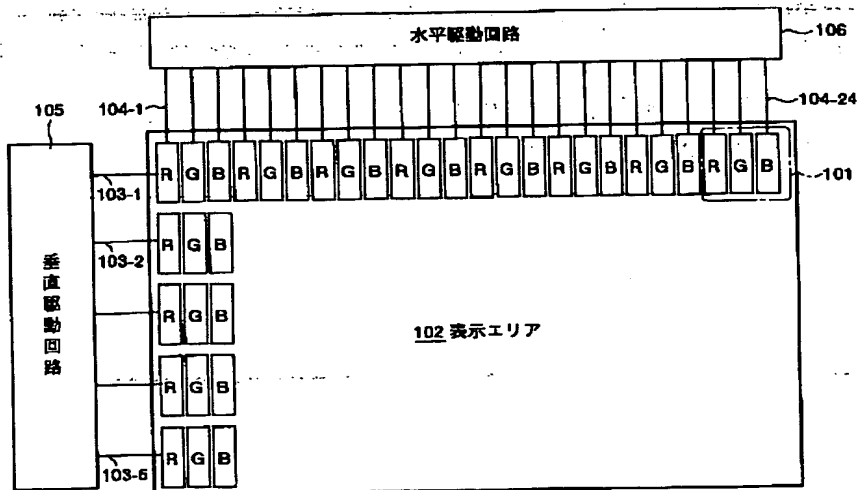 水平駆動回路
106
104-1
104-24
105
R G B R G B R G B R G B R G B R G B R G B R G B
101
103-1
垂直駆動回路
103-2
R G B
R G B
102 表示エリア
R G B
103-5
R G B